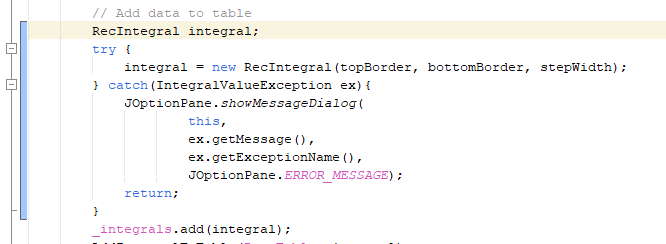 // Add data to table
RecIntegral integral;
try {
integral = new RecIntegral(topBorder, bottomBorder, stepWidth);
} catch(IntegralValueException ex){
JOptionPane.showMessageDialog(
this,
ex.getMessage(),
ex.getExceptionName(),
JOptionPane.ERROR_MESSAGE);
return;
}
_integrals.add(integral);